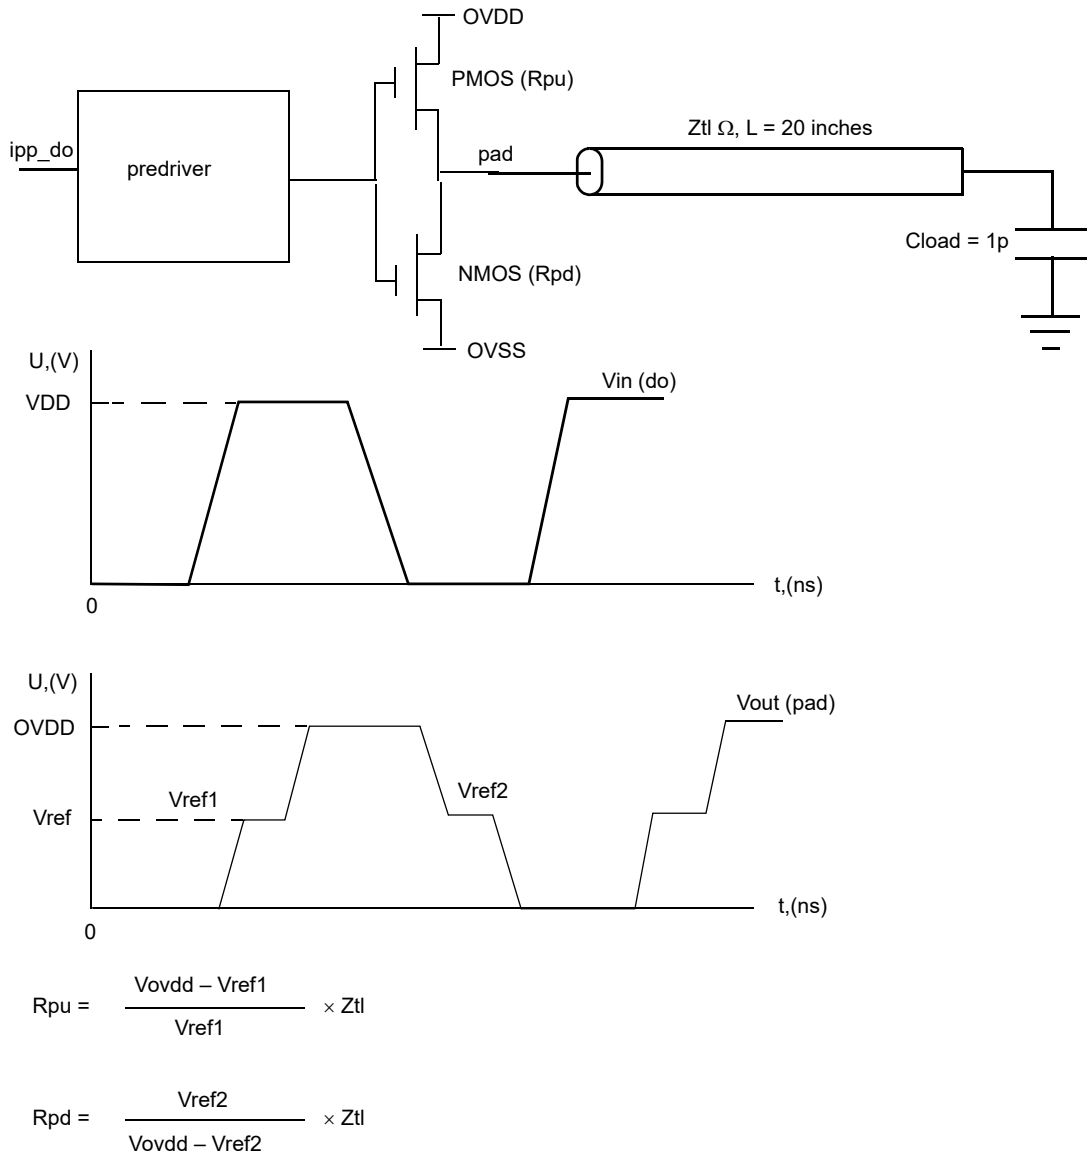 OVDD
PMOS (Rpu)
Ztl Ω, L = 20 inches
ipp_do
predriver
pad
Cload = 1p
NMOS (Rpd)
OVSS
U,(V)
VDD
Vin (do)
t,(ns)
0
U,(V)
OVDD
Vout (pad)
Vref1
Vref2
Vref
t,(ns)
0
Vovdd – Vref1
Rpu =
× Ztl
Vref1
Vref2
Rpd =
× Ztl
Vovdd – Vref2